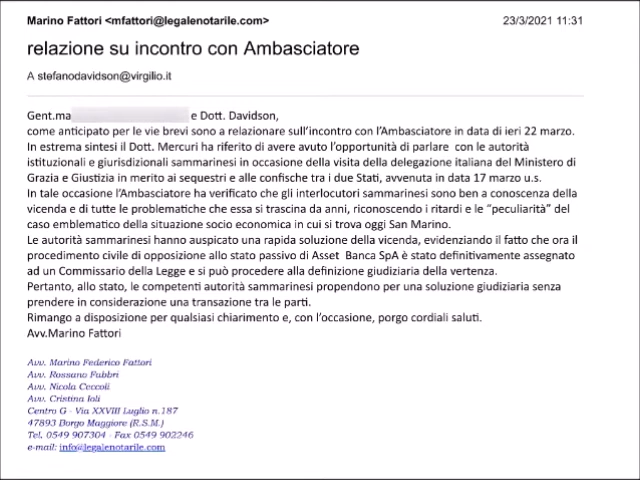 Marino Fattori <mfattori@legalenotarile.com> 23/3/2021 11:31
relazione su incontro con Ambasciatore
A stefanodavidson@virgilio.it
Gent.ma e Dott. Davidson,
come anticipato per le vie brevi sono a relazionare sull'incontro con l'Ambasciatore in data di ieri 22 marzo.
In estrema sintesi il Dott. Mercuri ha riferito di avere avuto l'opportunità di parlare con le autorità
istituzionali e giurisdizionali sammarinesi in occasione della visita della delegazione italiana del Ministero di
Grazia e Giustizia in merito ai sequestri e alle confische tra i due Stati, avvenuta in data 17 marzo u.s.
In tale occasione l'Ambasciatore ha verificato che gli interlocutori sammarinesi sono ben a conoscenza della
vicenda e di tutte le problematiche che essa si trascina da anni, riconoscendo i ritardi e le "peculiarità" del
caso emblematico della situazione socio economica in cui si trova oggi San Marino.
Le autorità sammarinesi hanno auspicato una rapida soluzione della vicenda, evidenziando il fatto che ora il
procedimento civile di opposizione allo stato passivo di Asset Banca SpA è stato definitivamente assegnato
ad un Commissario della Legge e si può procedere alla definizione giudiziaria della vertenza.
Pertanto, allo stato, le competenti autorità sammarinesi propendono per una soluzione giudiziaria senza
prendere in considerazione una transazione tra le parti.
Rimango a disposizione per qualsiasi chiarimento e, con l'occasione, porgo cordiali saluti.
Avv.Marino Fattori
Avv. Marino Federico Fattori
Avv. Rossano Fabbri
Avv. Nicola Ceccoli
Avv. Cristina Ioli
Centro G - Via XXVIII Luglio n.187
47893 Borgo Maggiore (R.S.M.)
Tel. 0549 907304 - Fax 0549 902246
e-mail: info@legalenotarile.com